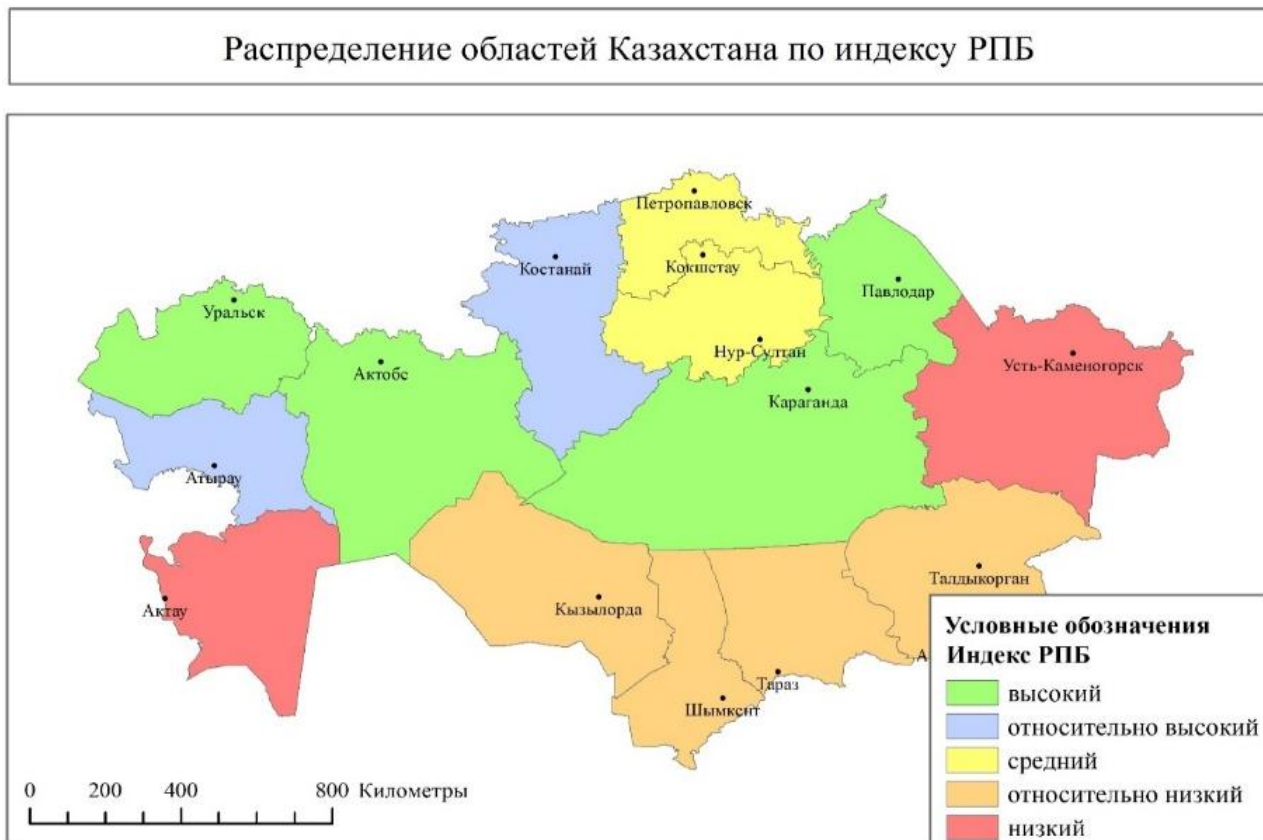 Распределение областей Казахстана по индексу РПБ
Петропавловск
Костанай
Кокшетау
Павлодар
Уральск
Нур-Султан
Усть-Каменогорск
Актобе
Караганда
Атырау
Талдыкорган
Актау
Кызылорда
А
Тараз
Шымкент
Условные обозначения
Индекс РПБ
высокий
относительно высокий
средний
относительно низкий
низкий
0 200 400 800 Километры